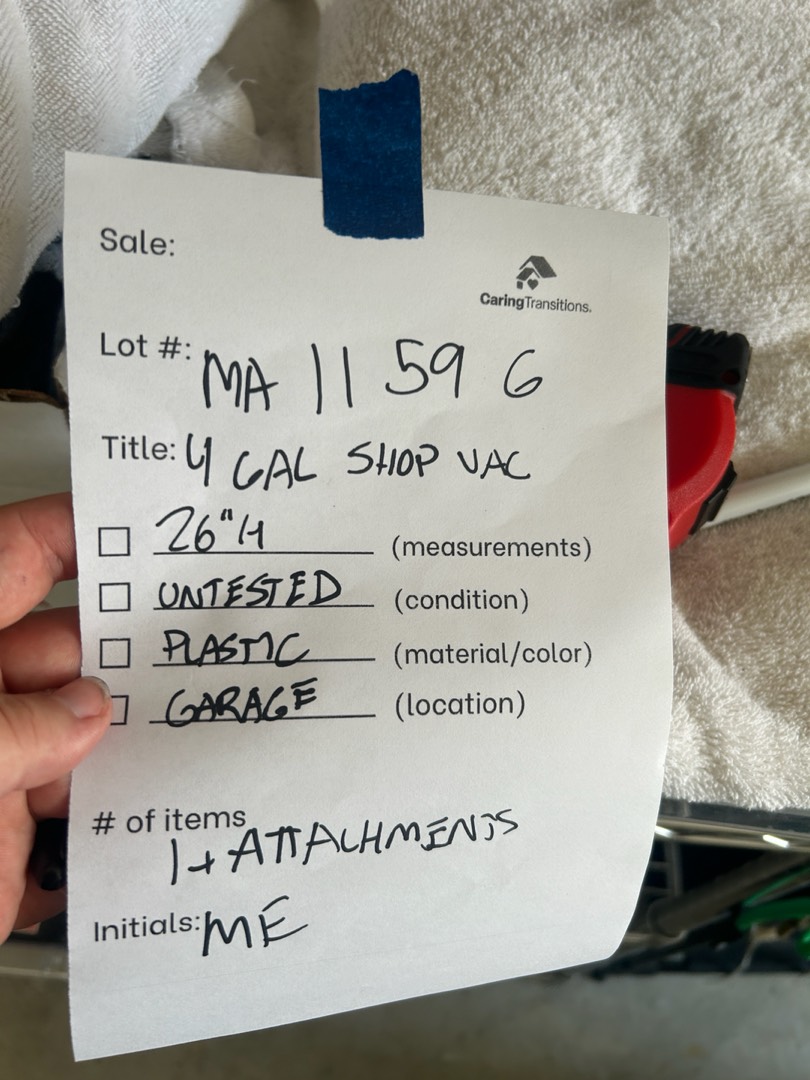 Sale:
CaringTransitions.
Lot #: MA 11 59 G
Title: 4 GAL SHOP VAC
26"H (measurements)
UNTESTED (condition)
PLASTIC (material/color)
GARAGE (location)
# of items
1 + ATTACHMENTS
Initials: ME